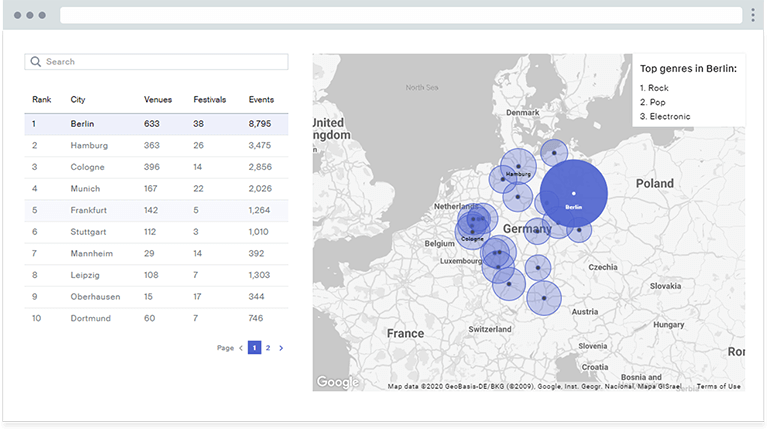 Search
Rank City Venues Festivals Events
1 Berlin 633 38 8,795
2 Hamburg 363 26 3,475
3 Cologne 396 14 2,856
4 Munich 167 22 2,026
5 Frankfurt 142 5 1,264
6 Stuttgart 112 3 1,010
7 Mannheim 29 14 392
8 Leipzig 108 7 1,303
9 Oberhausen 15 17 344
10 Dortmund 60 7 746
Page 1 2
Top genres in Berlin:
1. Rock
2. Pop
3. Electronic
North Sea
Denmark
United
Kingdom
Hamburg
Poland
Berlin
Netherlands
Germany
Cologne
Belgium
Luxembourg
Czechia
Slovakia
Austria
Hungary
France
Switzerland
Slovenia
Croatia
Ron
Bosnia and
Google
Map data ©2020 GeoBasis-DE/BKG (©2009), Google, Inst. Geogr. Nacional, Mapa GISrael
Terms of Use